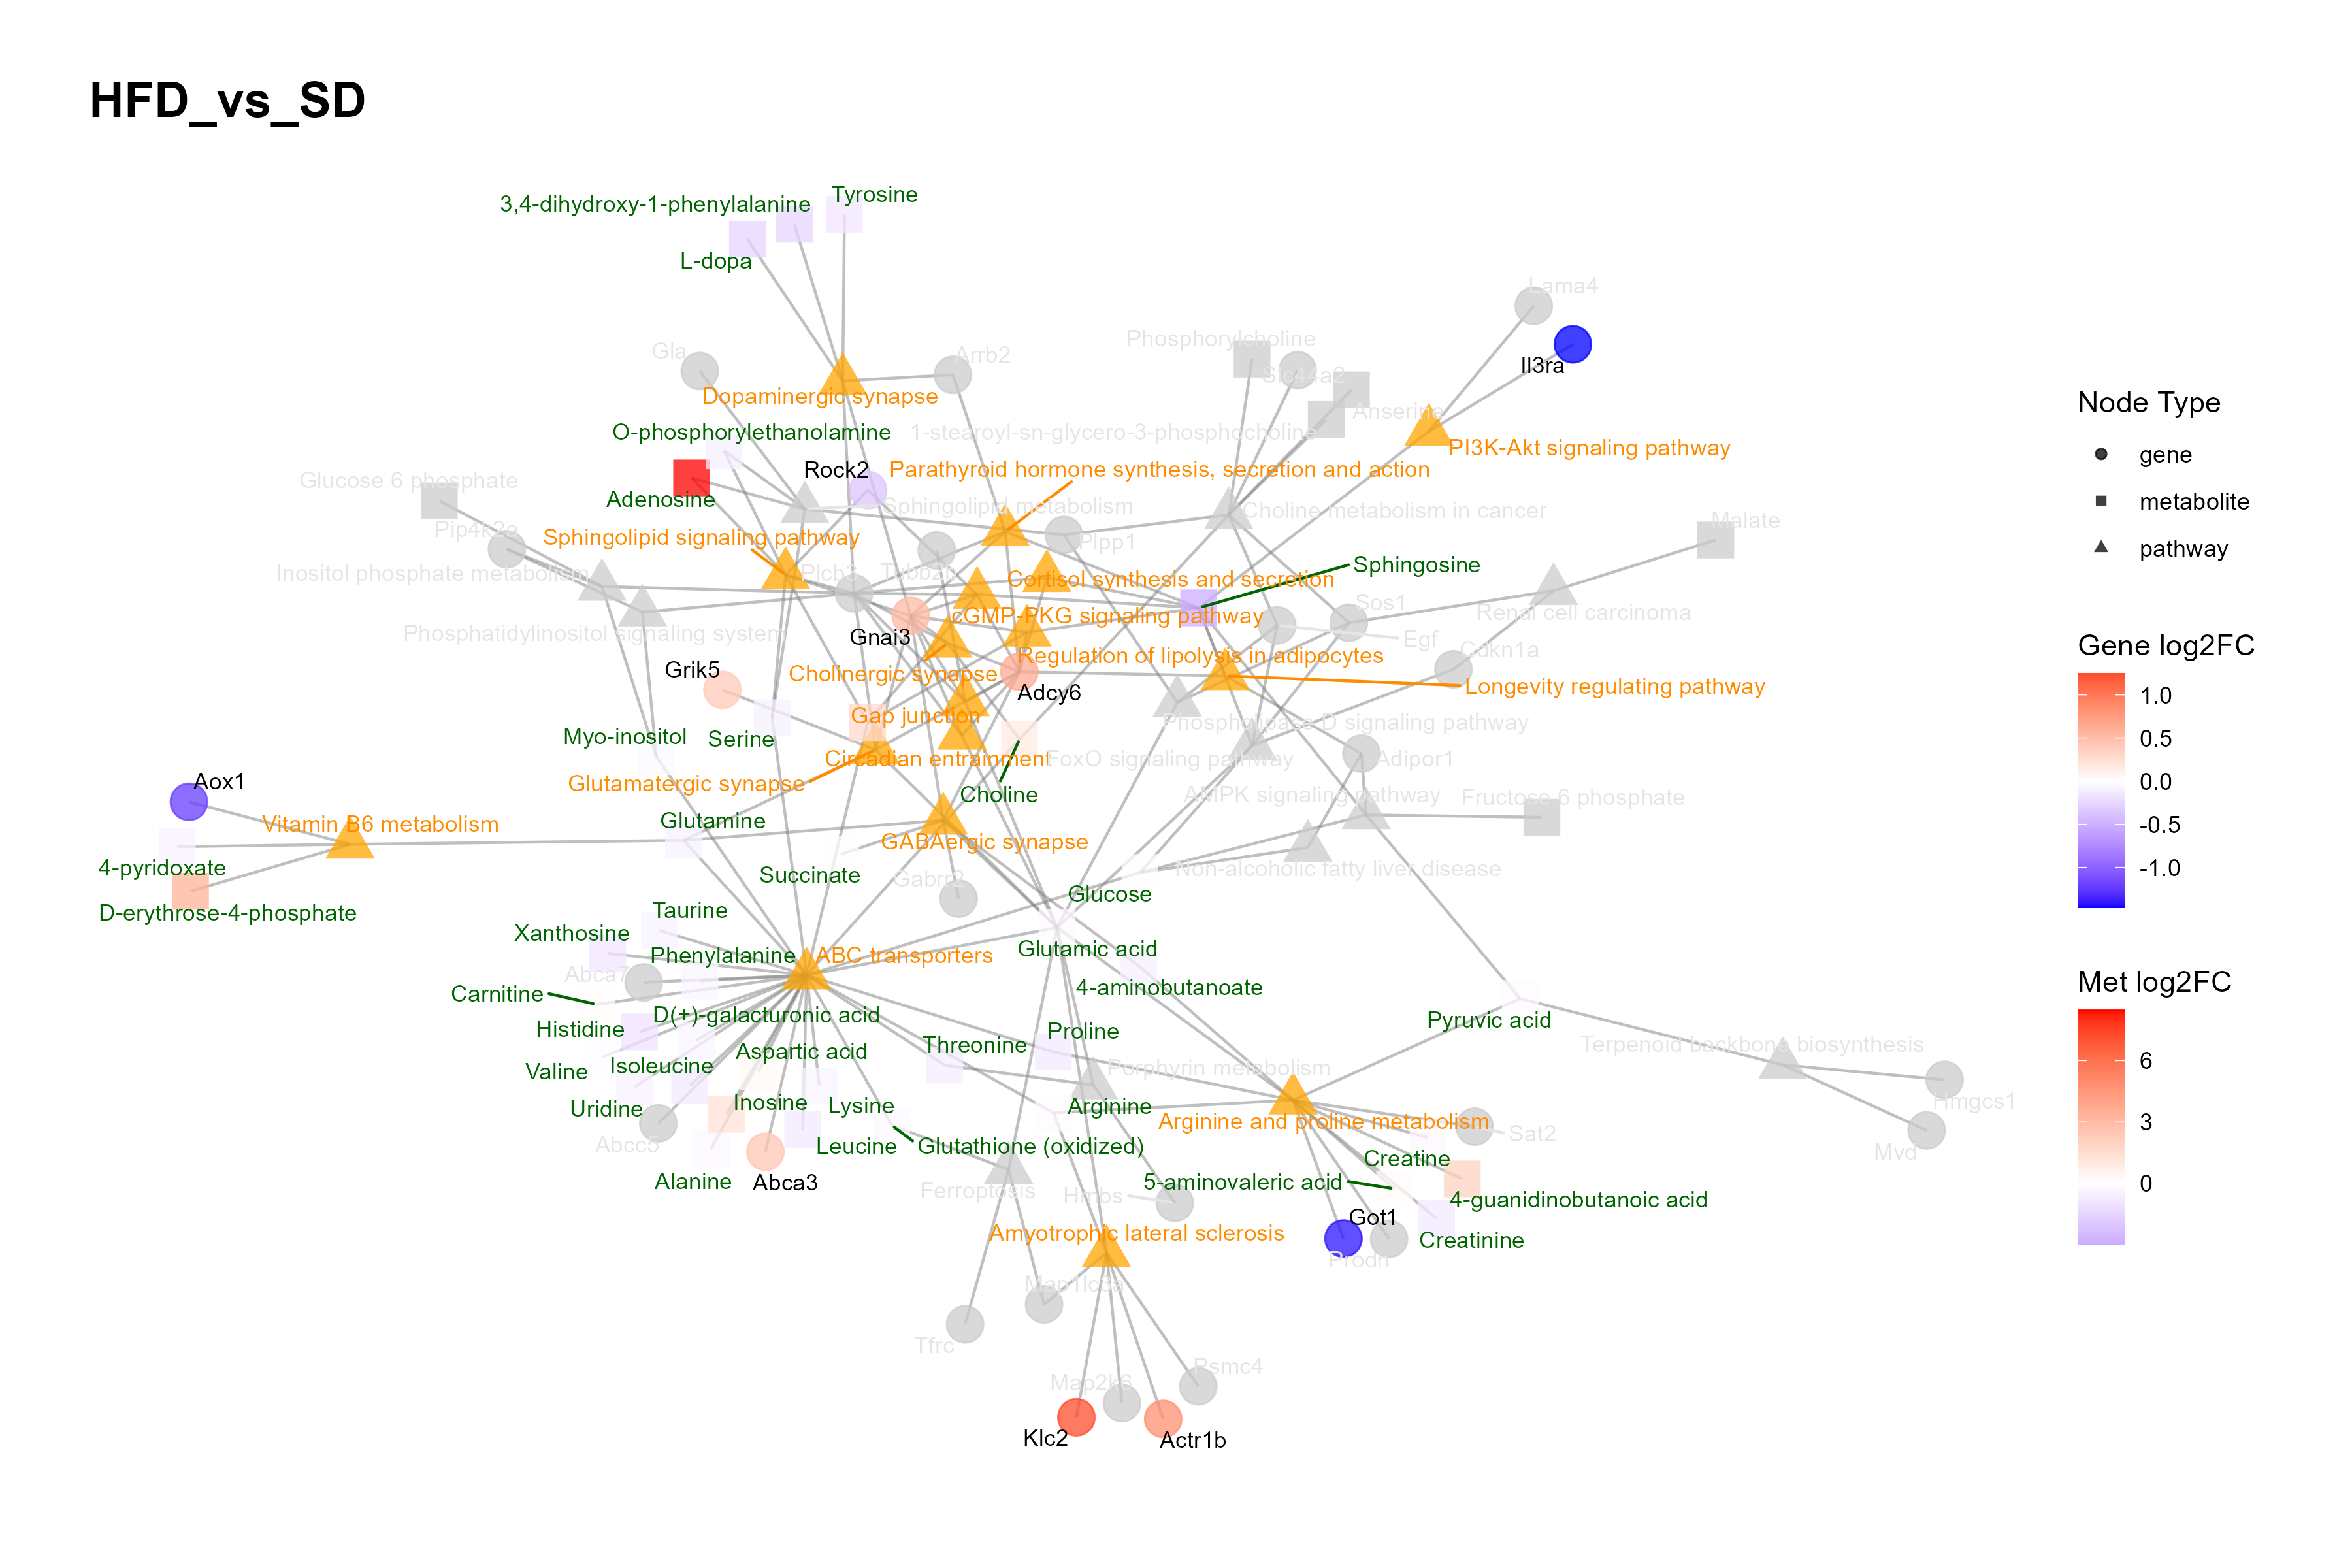 HFD_vs_SD
Tyrosine
3,4-dihydroxy-1-phenylalanine
L-dopa
Lama4
Phosphorylcholine
Gla
Arrb2
Il3ra
Slc44a2
Dopaminergic synapse
Anserine
O-phosphorylethanolamine
1-stearoyl-sn-glycero-3-phosphocholine
PI3K-Akt signaling pathway
Rock2
Parathyroid hormone synthesis, secretion and action
Glucose 6 phosphate
Adenosine
Sphingolipid metabolism
Choline metabolism in cancer
Malate
Pip4k2a
Sphingolipid signaling pathway
Plpp1
Inositol phosphate metabolism
Plcb3
Tubb2b
Cortisol synthesis and secretion
Sphingosine
Sos1
Renal cell carcinoma
cGMP-PKG signaling pathway
Phosphatidylinositol signaling system
Gnai3
Egf
Cdkn1a
Regulation of lipolysis in adipocytes
Grik5
Cholinergic synapse
Adcy6
Longevity regulating pathway
Gap junction
Phospholipase D signaling pathway
Myo-inositol
Serine
Circadian entrainment
FoxO signaling pathway
Adipor1
Aox1
Glutamatergic synapse
Choline
AMPK signaling pathway
Fructose 6 phosphate
Vitamin B6 metabolism
Glutamine
GABAergic synapse
4-pyridoxate
Succinate
Gabrr2
Non-alcoholic fatty liver disease
Glucose
D-erythrose-4-phosphate
Taurine
Xanthosine
Phenylalanine
ABC transporters
Glutamic acid
Abca7
Carnitine
4-aminobutanoate
D(+)-galacturonic acid
Histidine
Pyruvic acid
Proline
Threonine
Aspartic acid
Terpenoid backbone biosynthesis
Isoleucine
Valine
Porphyrin metabolism
Inosine
Lysine
Arginine
Uridine
Hmgcs1
Arginine and proline metabolism
Sat2
Abcc5
Leucine
Glutathione (oxidized)
Mvd
Creatine
Alanine
Abca3
Ferroptosis
Hmbs
5-aminovaleric acid
4-guanidinobutanoic acid
Got1
Amyotrophic lateral sclerosis
Creatinine
Prodh
Map1lc3a
Tfrc
Psmc4
Map2k6
Klc2
Actr1b
Node Type
gene
metabolite
pathway
Gene log2FC
1.0
0.5
0.0
-0.5
-1.0
Met log2FC
6
3
0